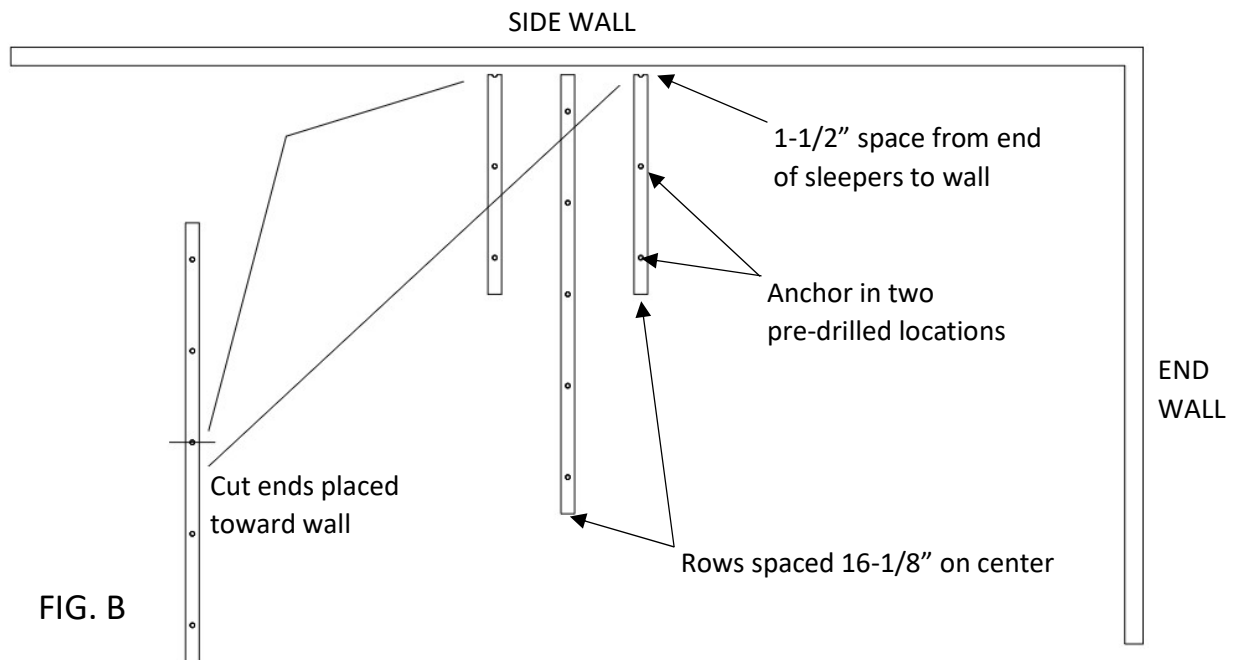 SIDE WALL
1-1/2” space from end
of sleepers to wall
Anchor in two
pre-drilled locations
END
WALL
Cut ends placed
toward wall
Rows spaced 16-1/8” on center
FIG. B